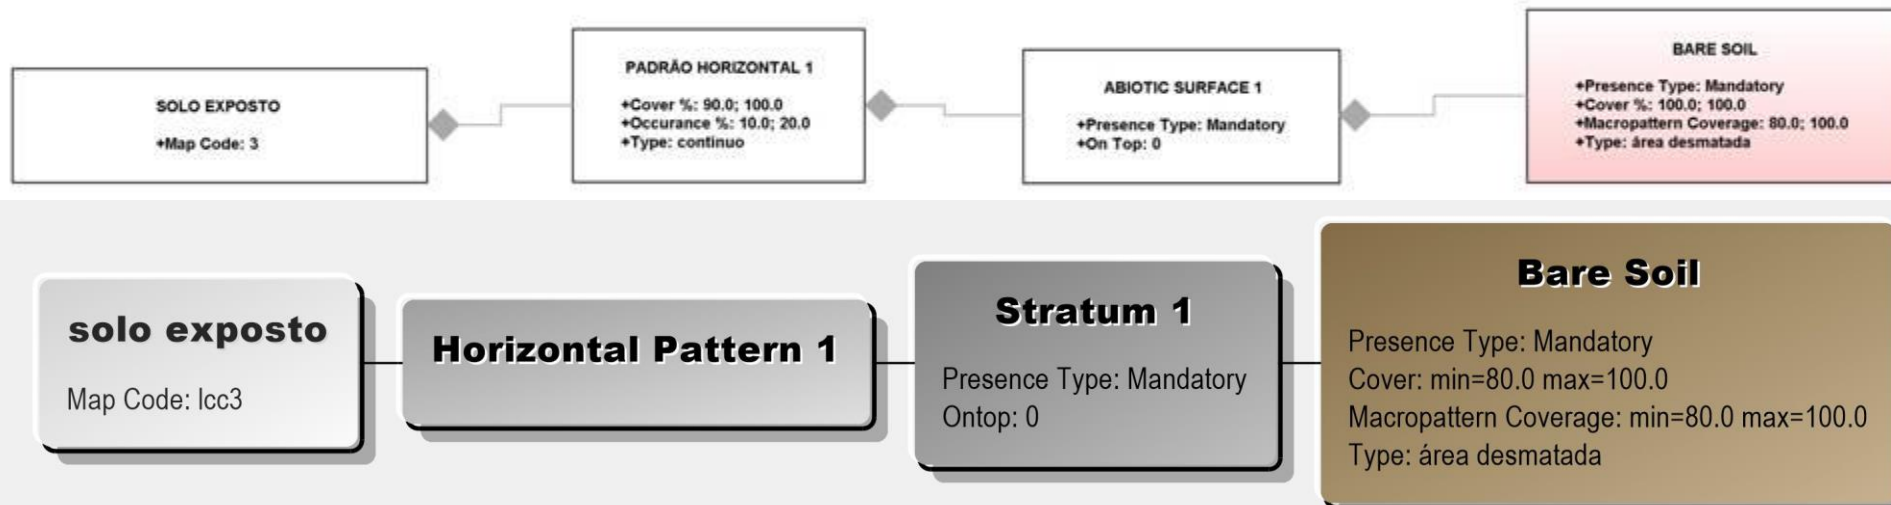 SOLO EXPOSTO
+Map Code: 3
PADRÃO HORIZONTAL 1
+Cover %: 90.0; 100.0
+Occurance %: 10.0; 20.0
+Type: continuo
ABIOTIC SURFACE 1
+Presence Type: Mandatory
+On Top: 0
BARE SOIL
+Presence Type: Mandatory
+Cover %: 100.0; 100.0
+Macropattern Coverage: 80.0; 100.0
+Type: área desmatada
solo exposto
Map Code: lcc3
Horizontal Pattern 1
Stratum 1
Presence Type: Mandatory
Ontop: 0
Bare Soil
Presence Type: Mandatory
Cover: min=80.0 max=100.0
Macropattern Coverage: min=80.0 max=100.0
Type: área desmatada